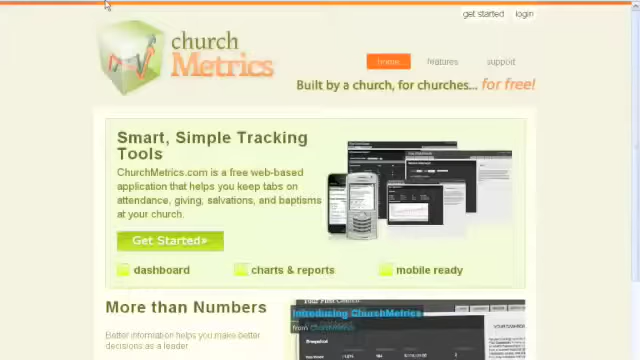 get started login
church
Metrics
home features support
Built by a church, for churches... for free!
Smart, Simple Tracking
Tools
ChurchMetrics.com is a free web-based
application that helps you keep tabs on
attendance, giving, salvations, and baptisms
at your church.
Get Started»
dashboard charts & reports mobile ready
More than Numbers
Introducing ChurchMetrics
from ChurchMetrics
Better information helps you make better
decisions as a leader